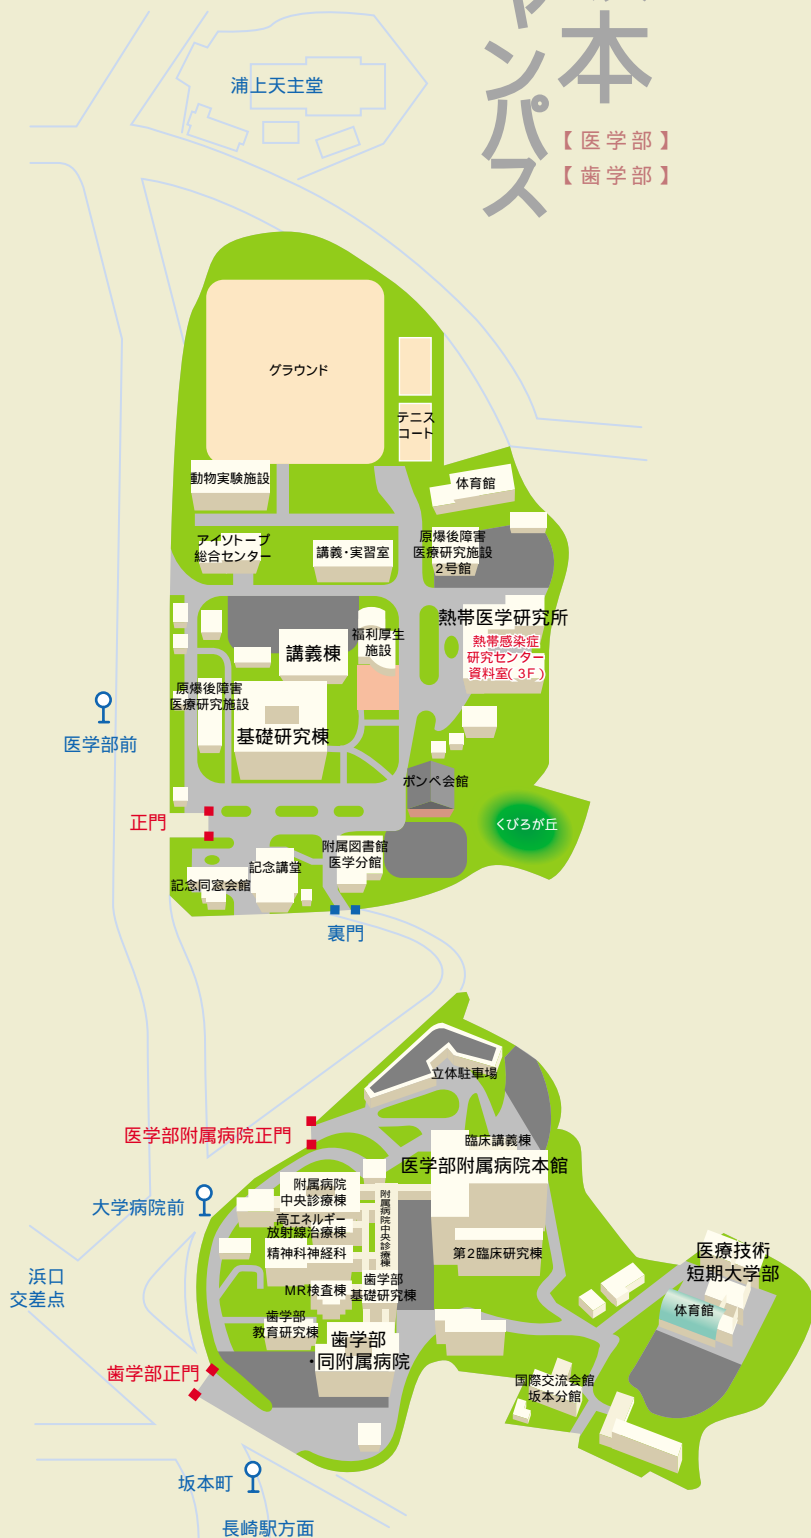 本
ャンパス
【医学部】
【歯学部】
浦上天主堂
グラウンド
テニス
コート
動物実験施設
体育館
アイソトープ
総合センター
講義・実習室
原爆後障害
医療研究施設
2号館
熱帯医学研究所
熱帯感染症
研究センター
資料室(3F)
福利厚生
施設
講義棟
原爆後障害
医療研究施設
基礎研究棟
医学部前
ポンペ会館
正門
くびろが丘
附属図書館
医学分館
記念講堂
記念同窓会館
裏門
立体駐車場
医学部附属病院正門
臨床講義棟
医学部附属病院本館
附属病院
中央診療棟
附属病院中央診療棟
大学病院前
高エネルギー
放射線治療棟
精神科神経科
第2臨床研究棟
医療技術
短期大学部
浜口
交差点
MR検査棟
歯学部
基礎研究棟
体育館
歯学部
教育研究棟
歯学部
・同附属病院
歯学部正門
国際交流会館
坂本分館
坂本町
長崎駅方面